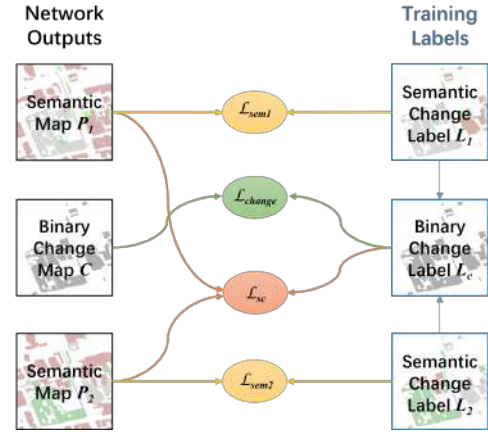 Network
Outputs
Training
Labels
Semantic
Map P1
ℒsem1
Semantic
Change
Label L1
Binary
Change
Map C
ℒchange
Binary
Change
Label Lc
ℒsc
Semantic
Map P2
ℒsem2
Semantic
Change
Label L2